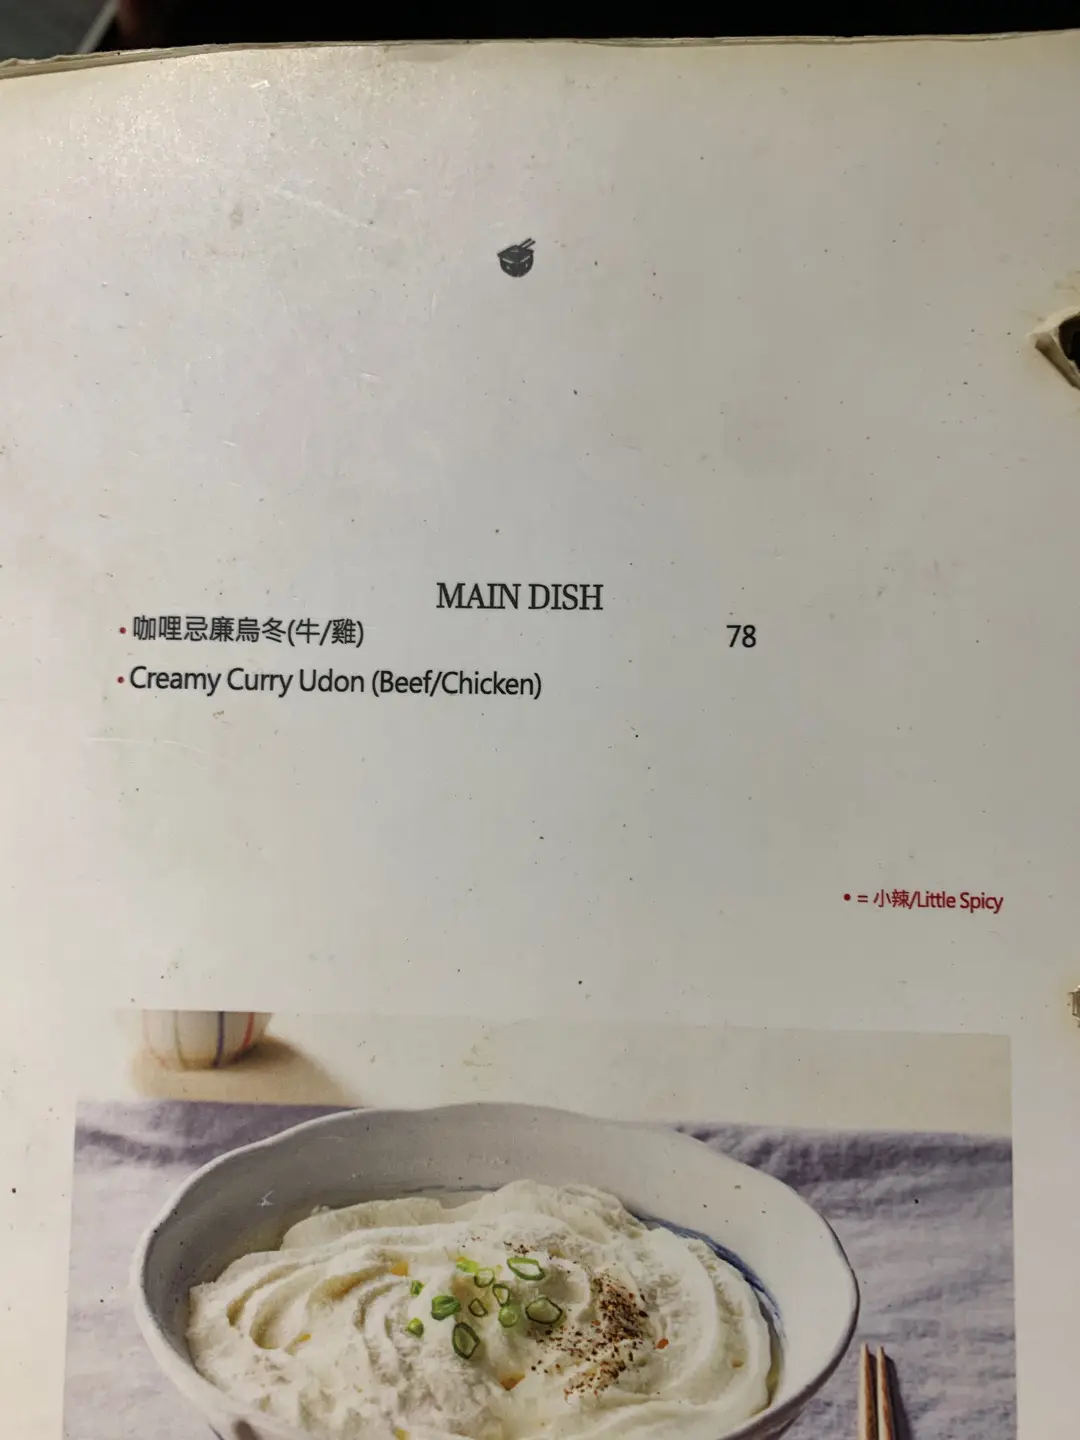 MAIN DISH
• 咖哩忌廉烏冬(牛/雞) 78
• Creamy Curry Udon (Beef/Chicken)
• = 小辣/Little Spicy